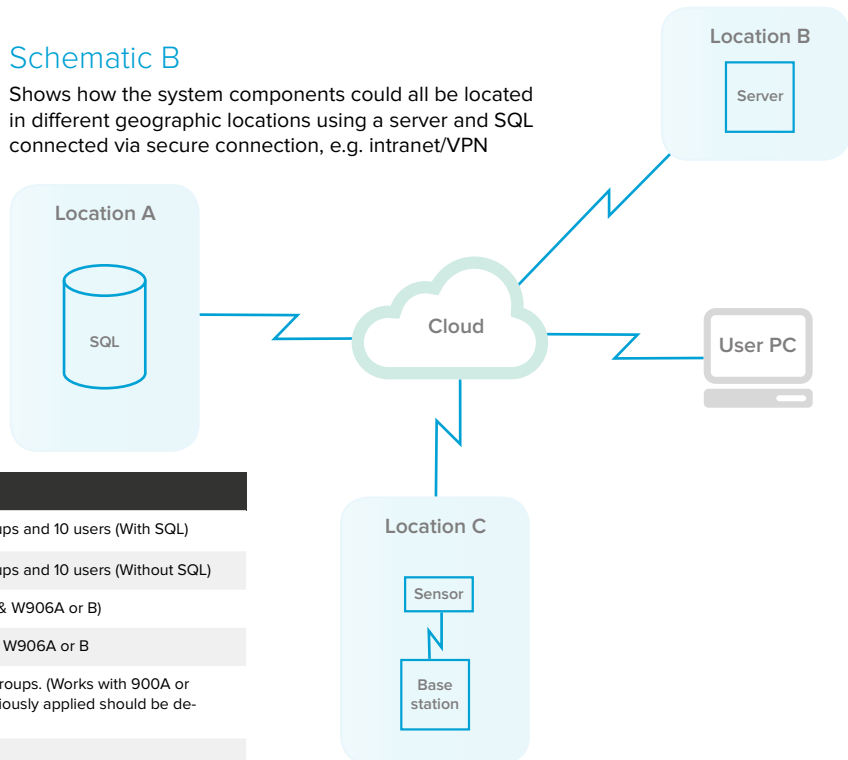 Schematic B
Shows how the system components could all be located
in different geographic locations using a server and SQL
connected via secure connection, e.g. intranet/VPN
Location B
Server
Location A
SQL
Cloud
User PC
Location C
Sensor
Base
station
ups and 10 users (With SQL)
ups and 10 users (Without SQL)
& W906A or B)
W906A or B
roups. (Works with 900A or
iously applied should be de-